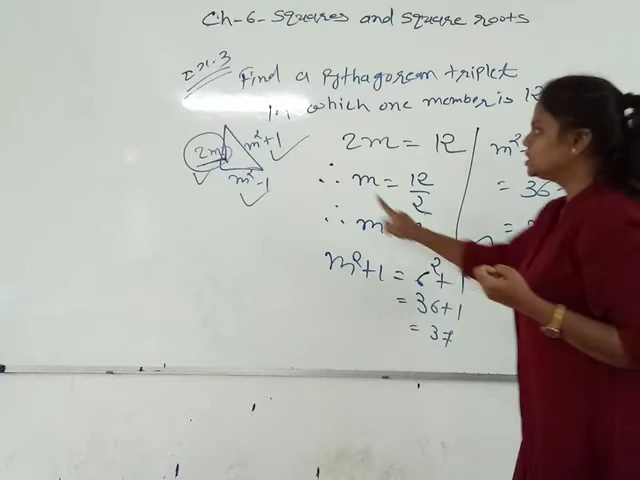 Ch-6- Squares and Square roots
Ex.3
Find a Pythagorean triplet
in which one member is 12
2m
m²+1
m²-1
2m = 12
∴ m = 12/2
∴ m
m²+1 = 6²+1
= 36+1
= 37
m²-
= 36-
=